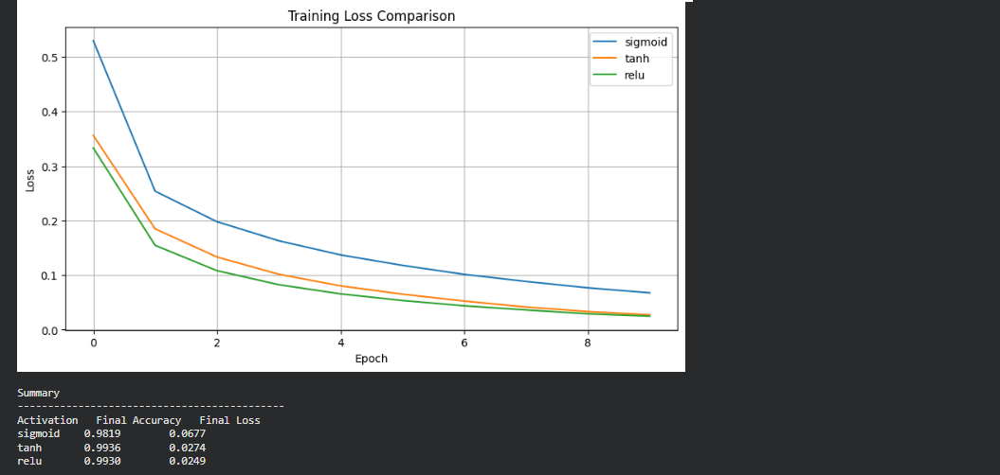 Training Loss Comparison
sigmoid
tanh
relu
0.5
0.4
0.3
0.2
0.1
0.0
Loss
0 2 4 6 8
Epoch
Summary
--------------------------------------------
Activation Final Accuracy Final Loss
sigmoid 0.9819 0.0677
tanh 0.9936 0.0274
relu 0.9930 0.0249